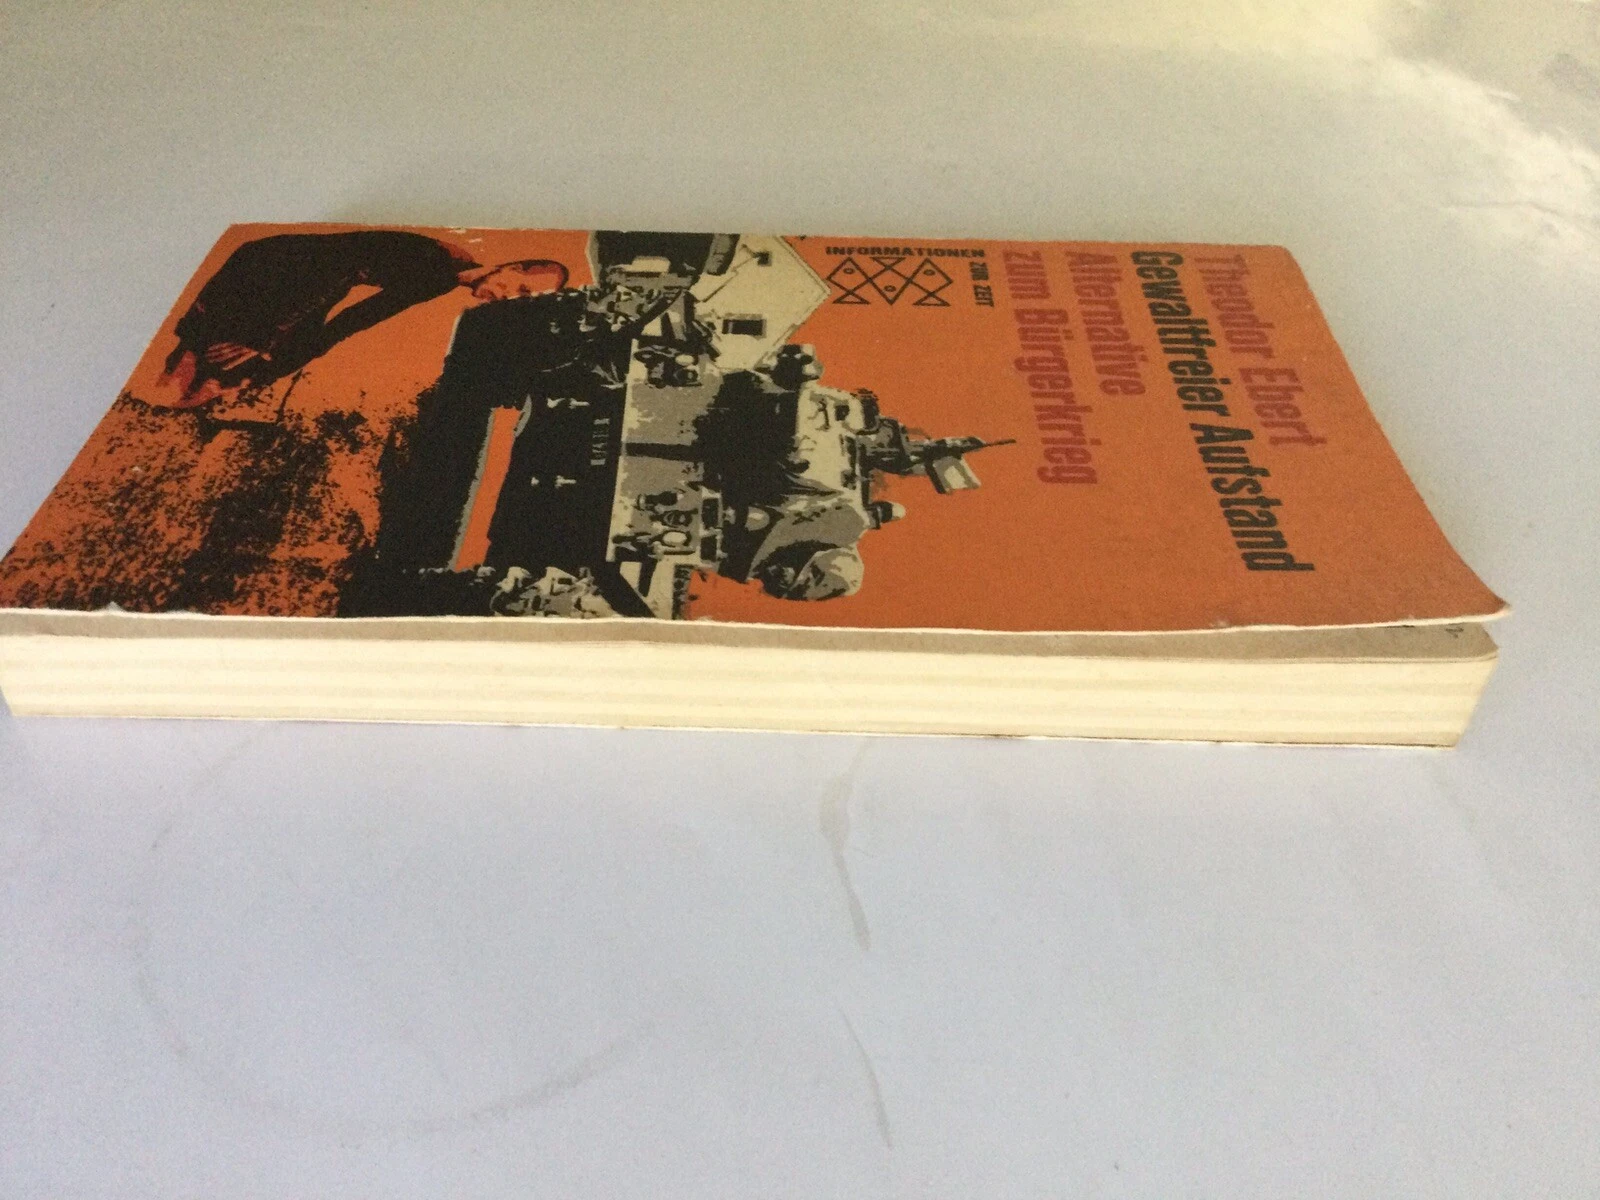 Theodor Ebert
Gewaltfreier Aufstand
Alternative
zum Bürgerkrieg
INFORMATIONEN
ZUR ZEIT